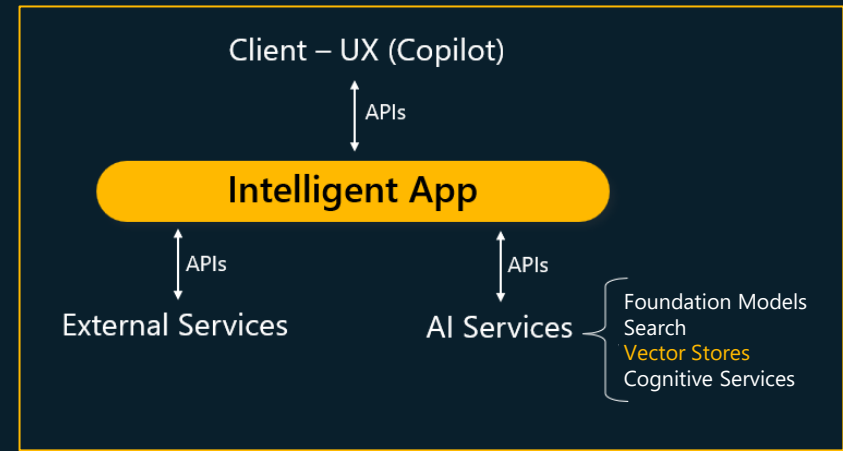 Client – UX (Copilot)
APIs
Intelligent App
APIs
APIs
External Services
AI Services
Foundation Models
Search
Vector Stores
Cognitive Services